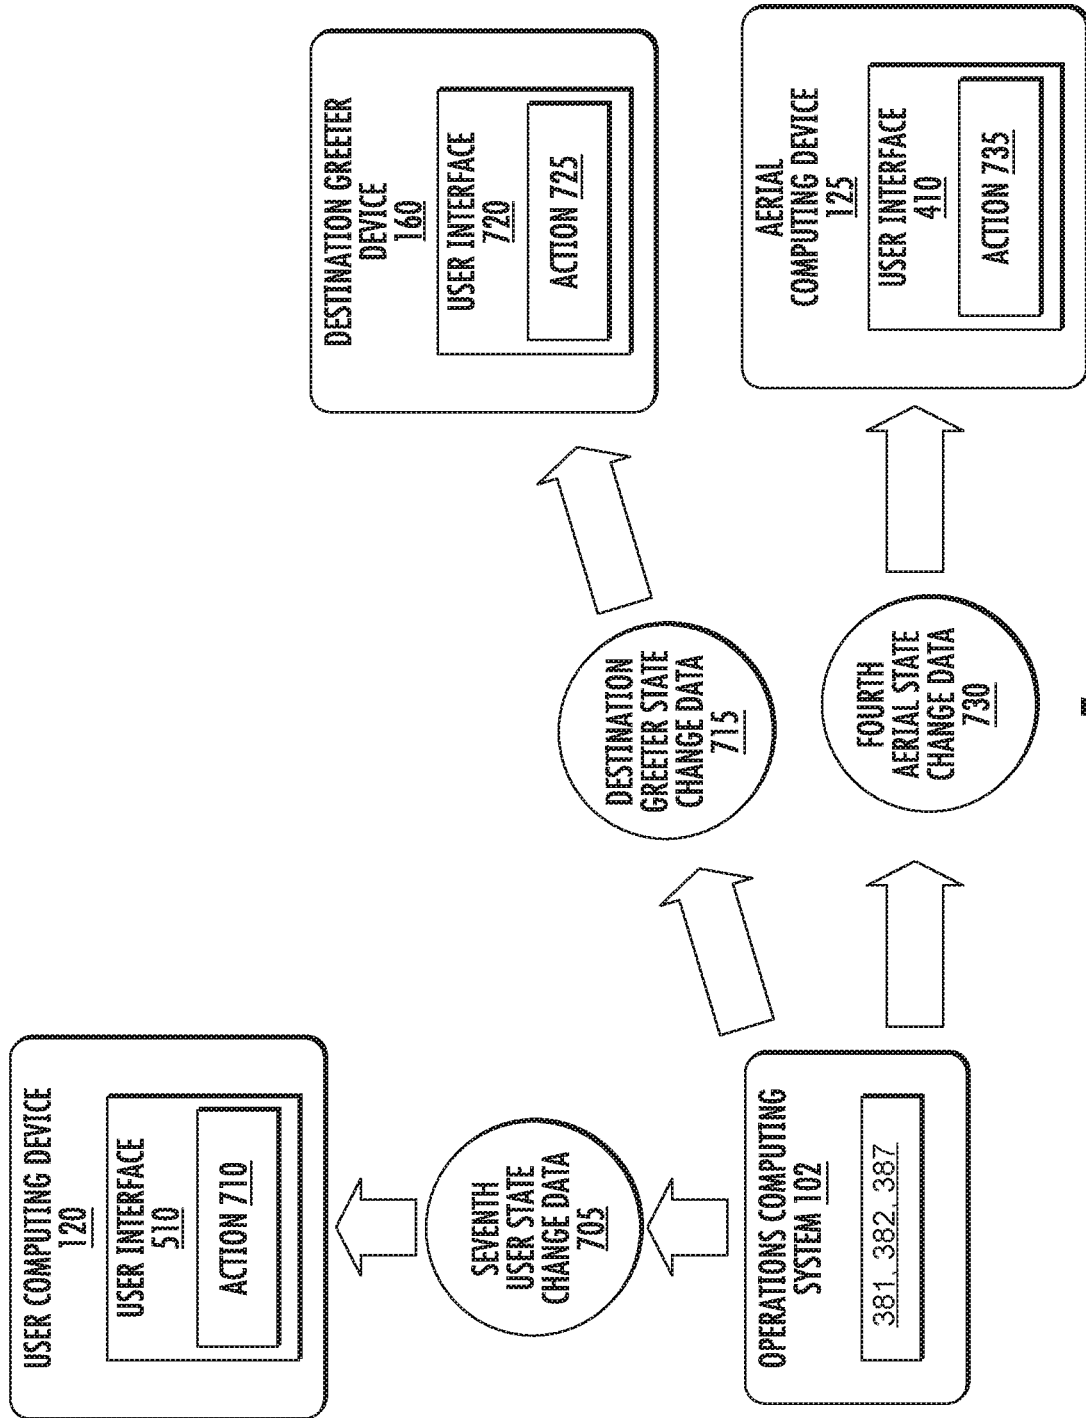 USER COMPUTING DEVICE
120
USER INTERFACE
510
ACTION 710
SEVENTH
USER STATE
CHANGE DATA
705
OPERATIONS COMPUTING
SYSTEM 102
381, 382, 387
DESTINATION
GREETER STATE
CHANGE DATA
715
DESTINATION GREETER
DEVICE
160
USER INTERFACE
720
ACTION 725
FOURTH
AERIAL STATE
CHANGE DATA
730
AERIAL
COMPUTING DEVICE
125
USER INTERFACE
410
ACTION 735